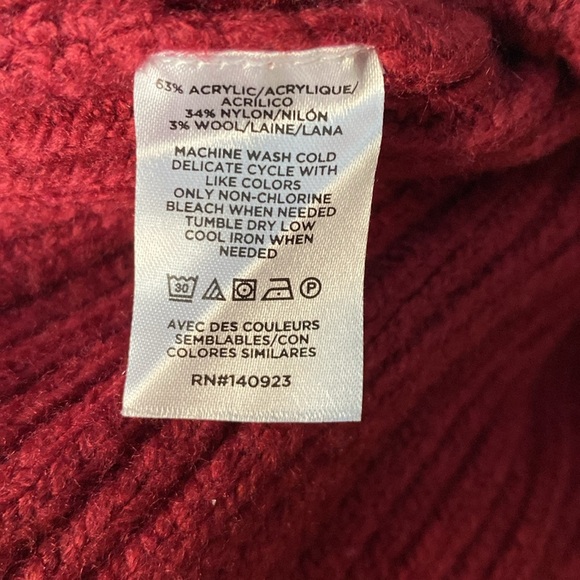 63% ACRYLIC/ACRYLIQUE/
ACRÍLICO
34% NYLON/NILÓN
3% WOOL/LAINE/LANA
MACHINE WASH COLD
DELICATE CYCLE WITH
LIKE COLORS
ONLY NON-CHLORINE
BLEACH WHEN NEEDED
TUMBLE DRY LOW
COOL IRON WHEN
NEEDED
30 P
AVEC DES COULEURS
SEMBLABLES/CON
COLORES SIMILARES
RN#140923